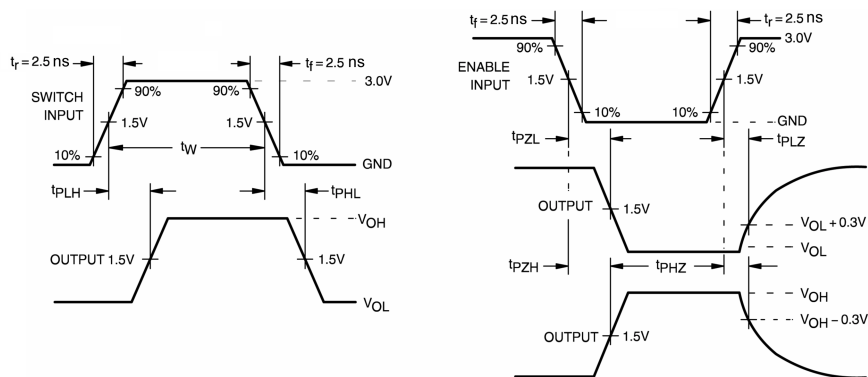 tr = 2.5 ns
tf = 2.5 ns
90%
90%
3.0V
SWITCH
INPUT
1.5V
1.5V
tW
10%
10%
GND
tPLH
tPHL
VOH
OUTPUT
1.5V
1.5V
VOL
tf = 2.5 ns
tr = 2.5 ns
3.0V
90%
90%
ENABLE
INPUT
1.5V
1.5V
10%
10%
GND
tPZL
tPLZ
OUTPUT
1.5V
VOL + 0.3V
VOL
tPZH
tPHZ
VOH
VOH – 0.3V
OUTPUT
1.5V